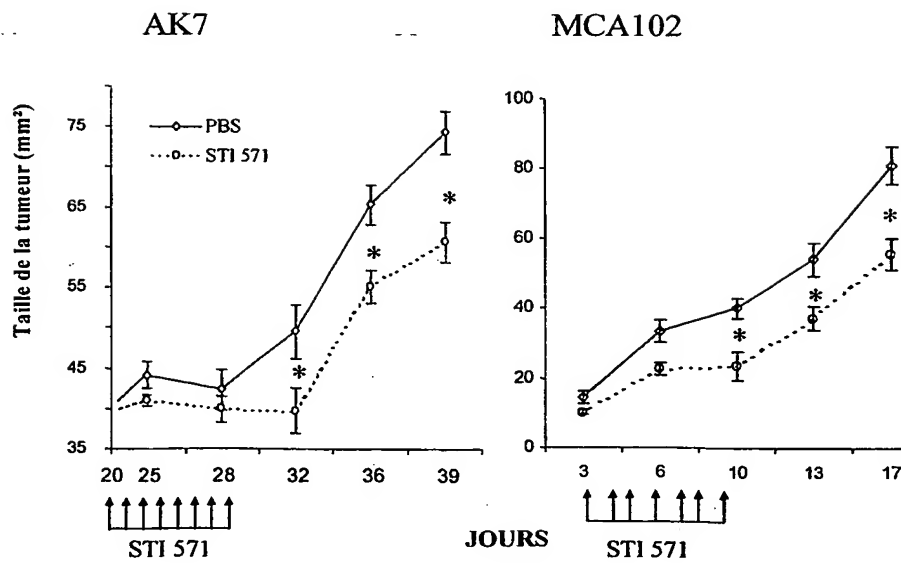 AK7
MCA102
Taille de la tumeur (mm²)
75
65
55
45
35
PBS
STI 571
*
*
*
20 25 28 32 36 39
STI 571
100
80
60
40
20
0
*
*
*
3 6 10 13 17
STI 571
JOURS